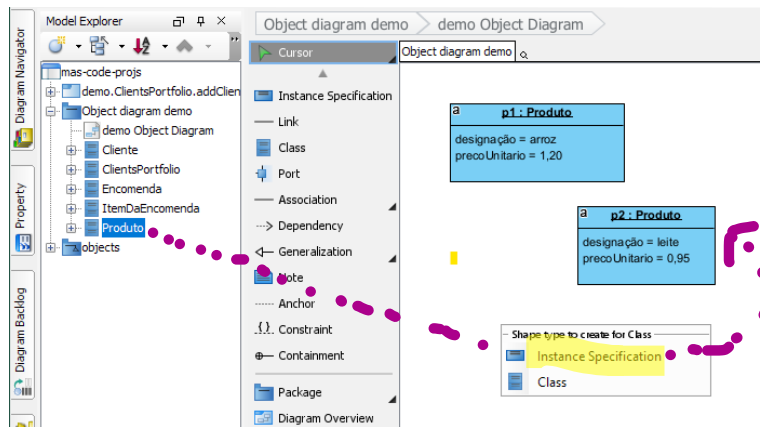 Model Explorer
Object diagram demo
demo Object Diagram
Diagram Navigator
Property
Diagram Backlog
mas-code-projs
demo.ClientsPortfolio.addClien
Object diagram demo
demo Object Diagram
Cliente
ClientsPortfolio
Encomenda
ItemDaEncomenda
Produto
objects
Cursor
Instance Specification
Link
Class
Port
Association
Dependency
Generalization
Note
Anchor
Constraint
Containment
Package
Diagram Overview
Object diagram demo
a
p1 : Produto
designação = arroz
precoUnitario = 1,20
a
p2 : Produto
designação = leite
precoUnitario = 0,95
Shape type to create for Class
Instance Specification
Class